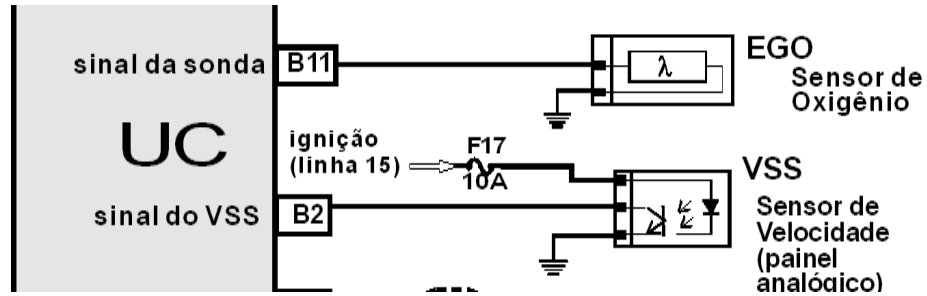 sinal da sonda
B11
EGO
λ
Sensor de
Oxigênio
UC
ignição
(linha 15)
F17
10A
VSS
sinal do VSS
B2
Sensor de
Velocidade
(painel
analógico)